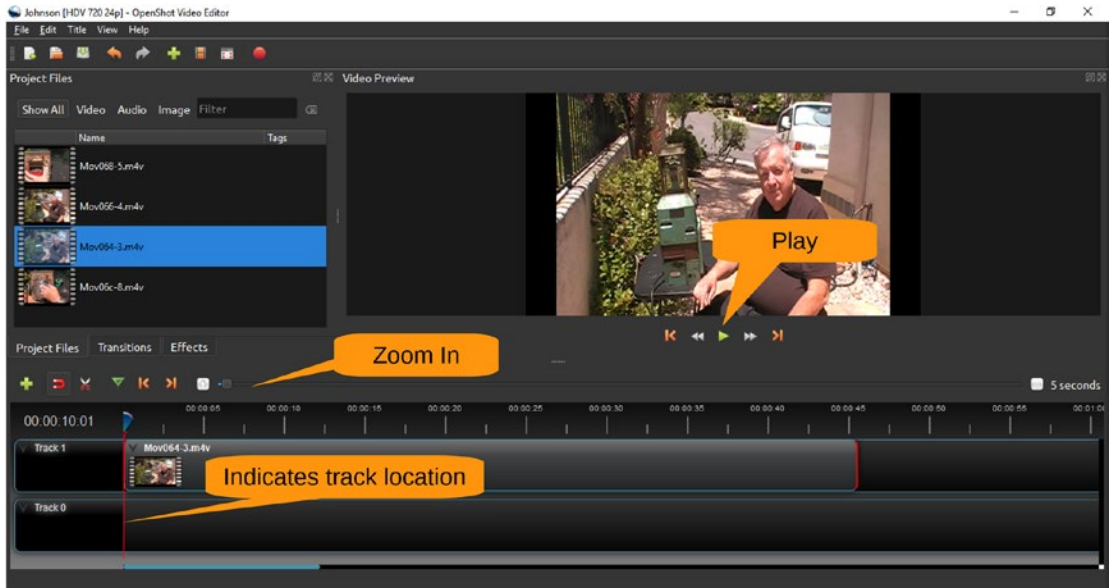 Johnson [HDV 720 24p] - OpenShot Video Editor
File Edit Title View Help
Project Files
Video Preview
Show All Video Audio Image Filter
Name Tags
Mov068-5.m4v
Mov066-4.m4v
Mov064-3.m4v
Mov06c-8.m4v
Play
Project Files Transitions Effects
Zoom In
5 seconds
00:00:10:01
00:00:05 00:00:10 00:00:15 00:00:20 00:00:25 00:00:30 00:00:35 00:00:40 00:00:45 00:00:50 00:00:55
Track 1
Mov064-3.m4v
Indicates track location
Track 0